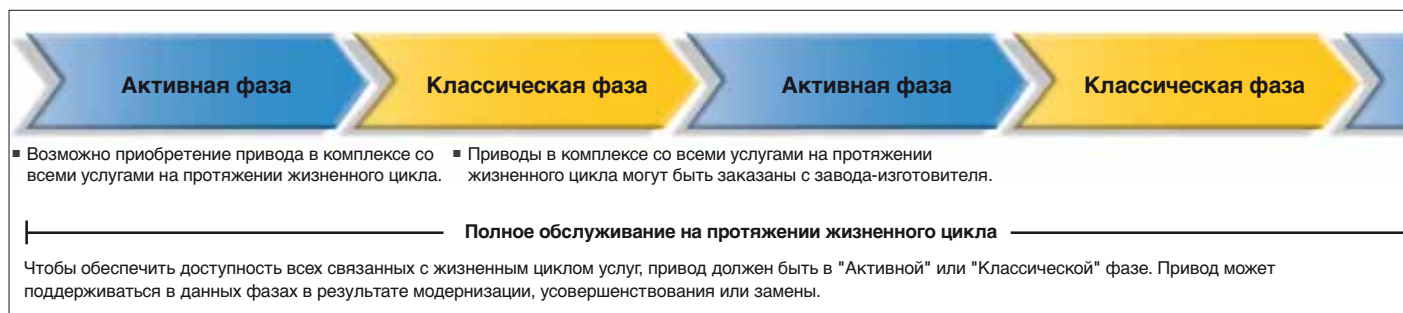 Активная фаза
Классическая фаза
Активная фаза
Классическая фаза
▪ Возможно приобретение привода в комплексе со
всеми услугами на протяжении жизненного цикла.
▪ Приводы в комплексе со всеми услугами на протяжении
жизненного цикла могут быть заказаны с завода-изготовителя.
Полное обслуживание на протяжении жизненного цикла
Чтобы обеспечить доступность всех связанных с жизненным циклом услуг, привод должен быть в "Активной" или "Классической" фазе. Привод может
поддерживаться в данных фазах в результате модернизации, усовершенствования или замены.